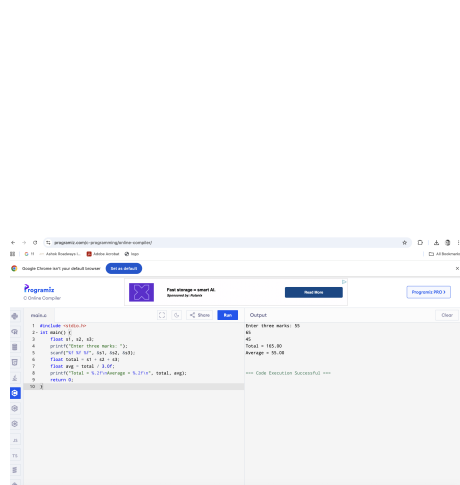 programiz.com/c-programming/online-compiler/
Adobe Acrobat
All Bookmarks
Google Chrome isn't your default browser
Set as default
Programiz
C Online Compiler
Fast storage = smart AI.
Read More
Programiz PRO >
main.c
Share
Run
Output
Clear
1 #include <stdio.h>
2 int main() {
3 float s1, s2, s3;
4 printf("Enter three marks: ");
5 scanf("%f %f %f", &s1, &s2, &s3);
6 float total = s1 + s2 + s3;
7 float avg = total / 3.0f;
8 printf("Total = %.2f\nAverage = %.2f\n", total, avg);
9 return 0;
10 }
Enter three marks: 55
65
45
Total = 165.00
Average = 55.00
=== Code Execution Successful ===
JS
TS